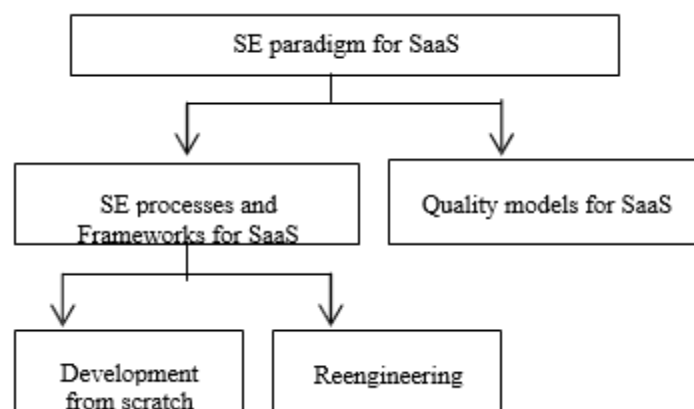 SE paradigm for SaaS
SE processes and
Frameworks for SaaS
Quality models for SaaS
Development
from scratch
Reengineering